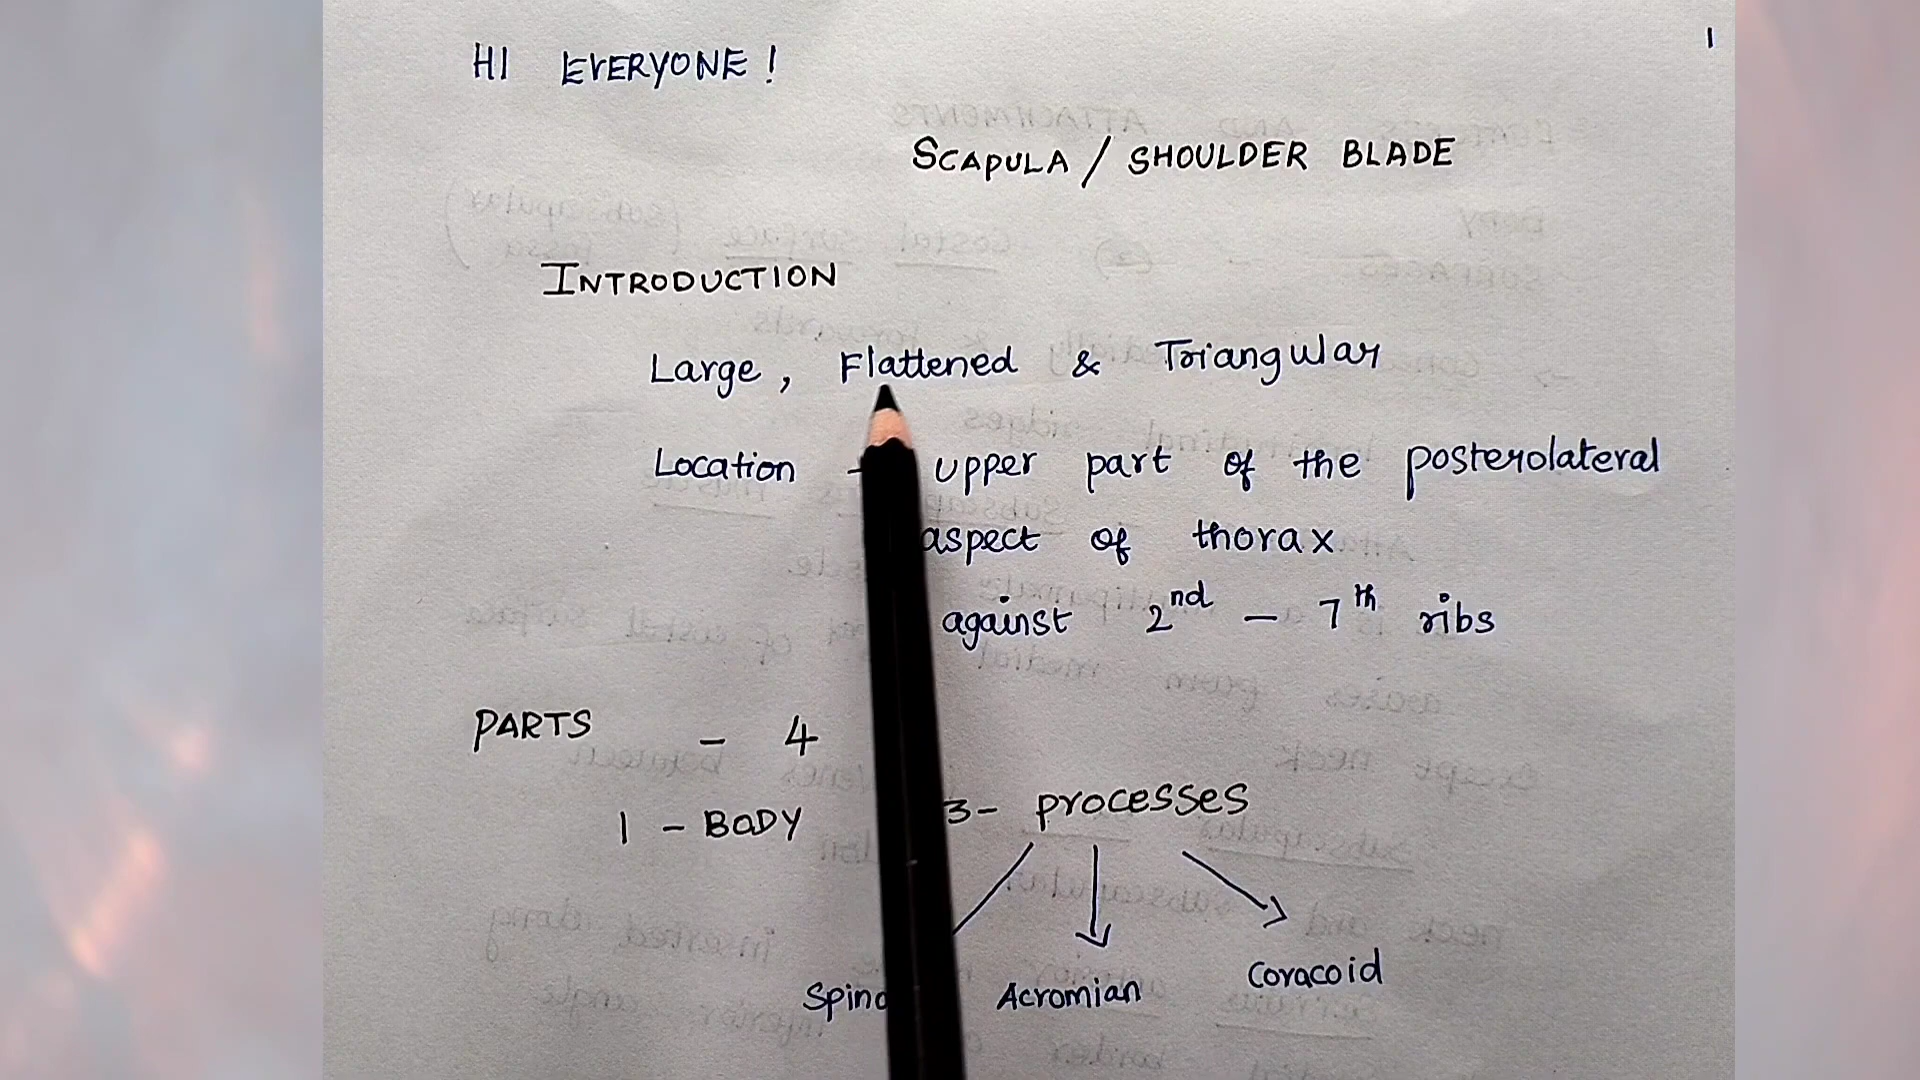 HI EVERYONE !
1
SCAPULA / SHOULDER BLADE
INTRODUCTION
Large , Flattened & Triangular
Location - upper part of the posterolateral
aspect of thorax
against 2nd - 7th ribs
PARTS - 4
1 - BODY 3- processes
Acromian Coracoid